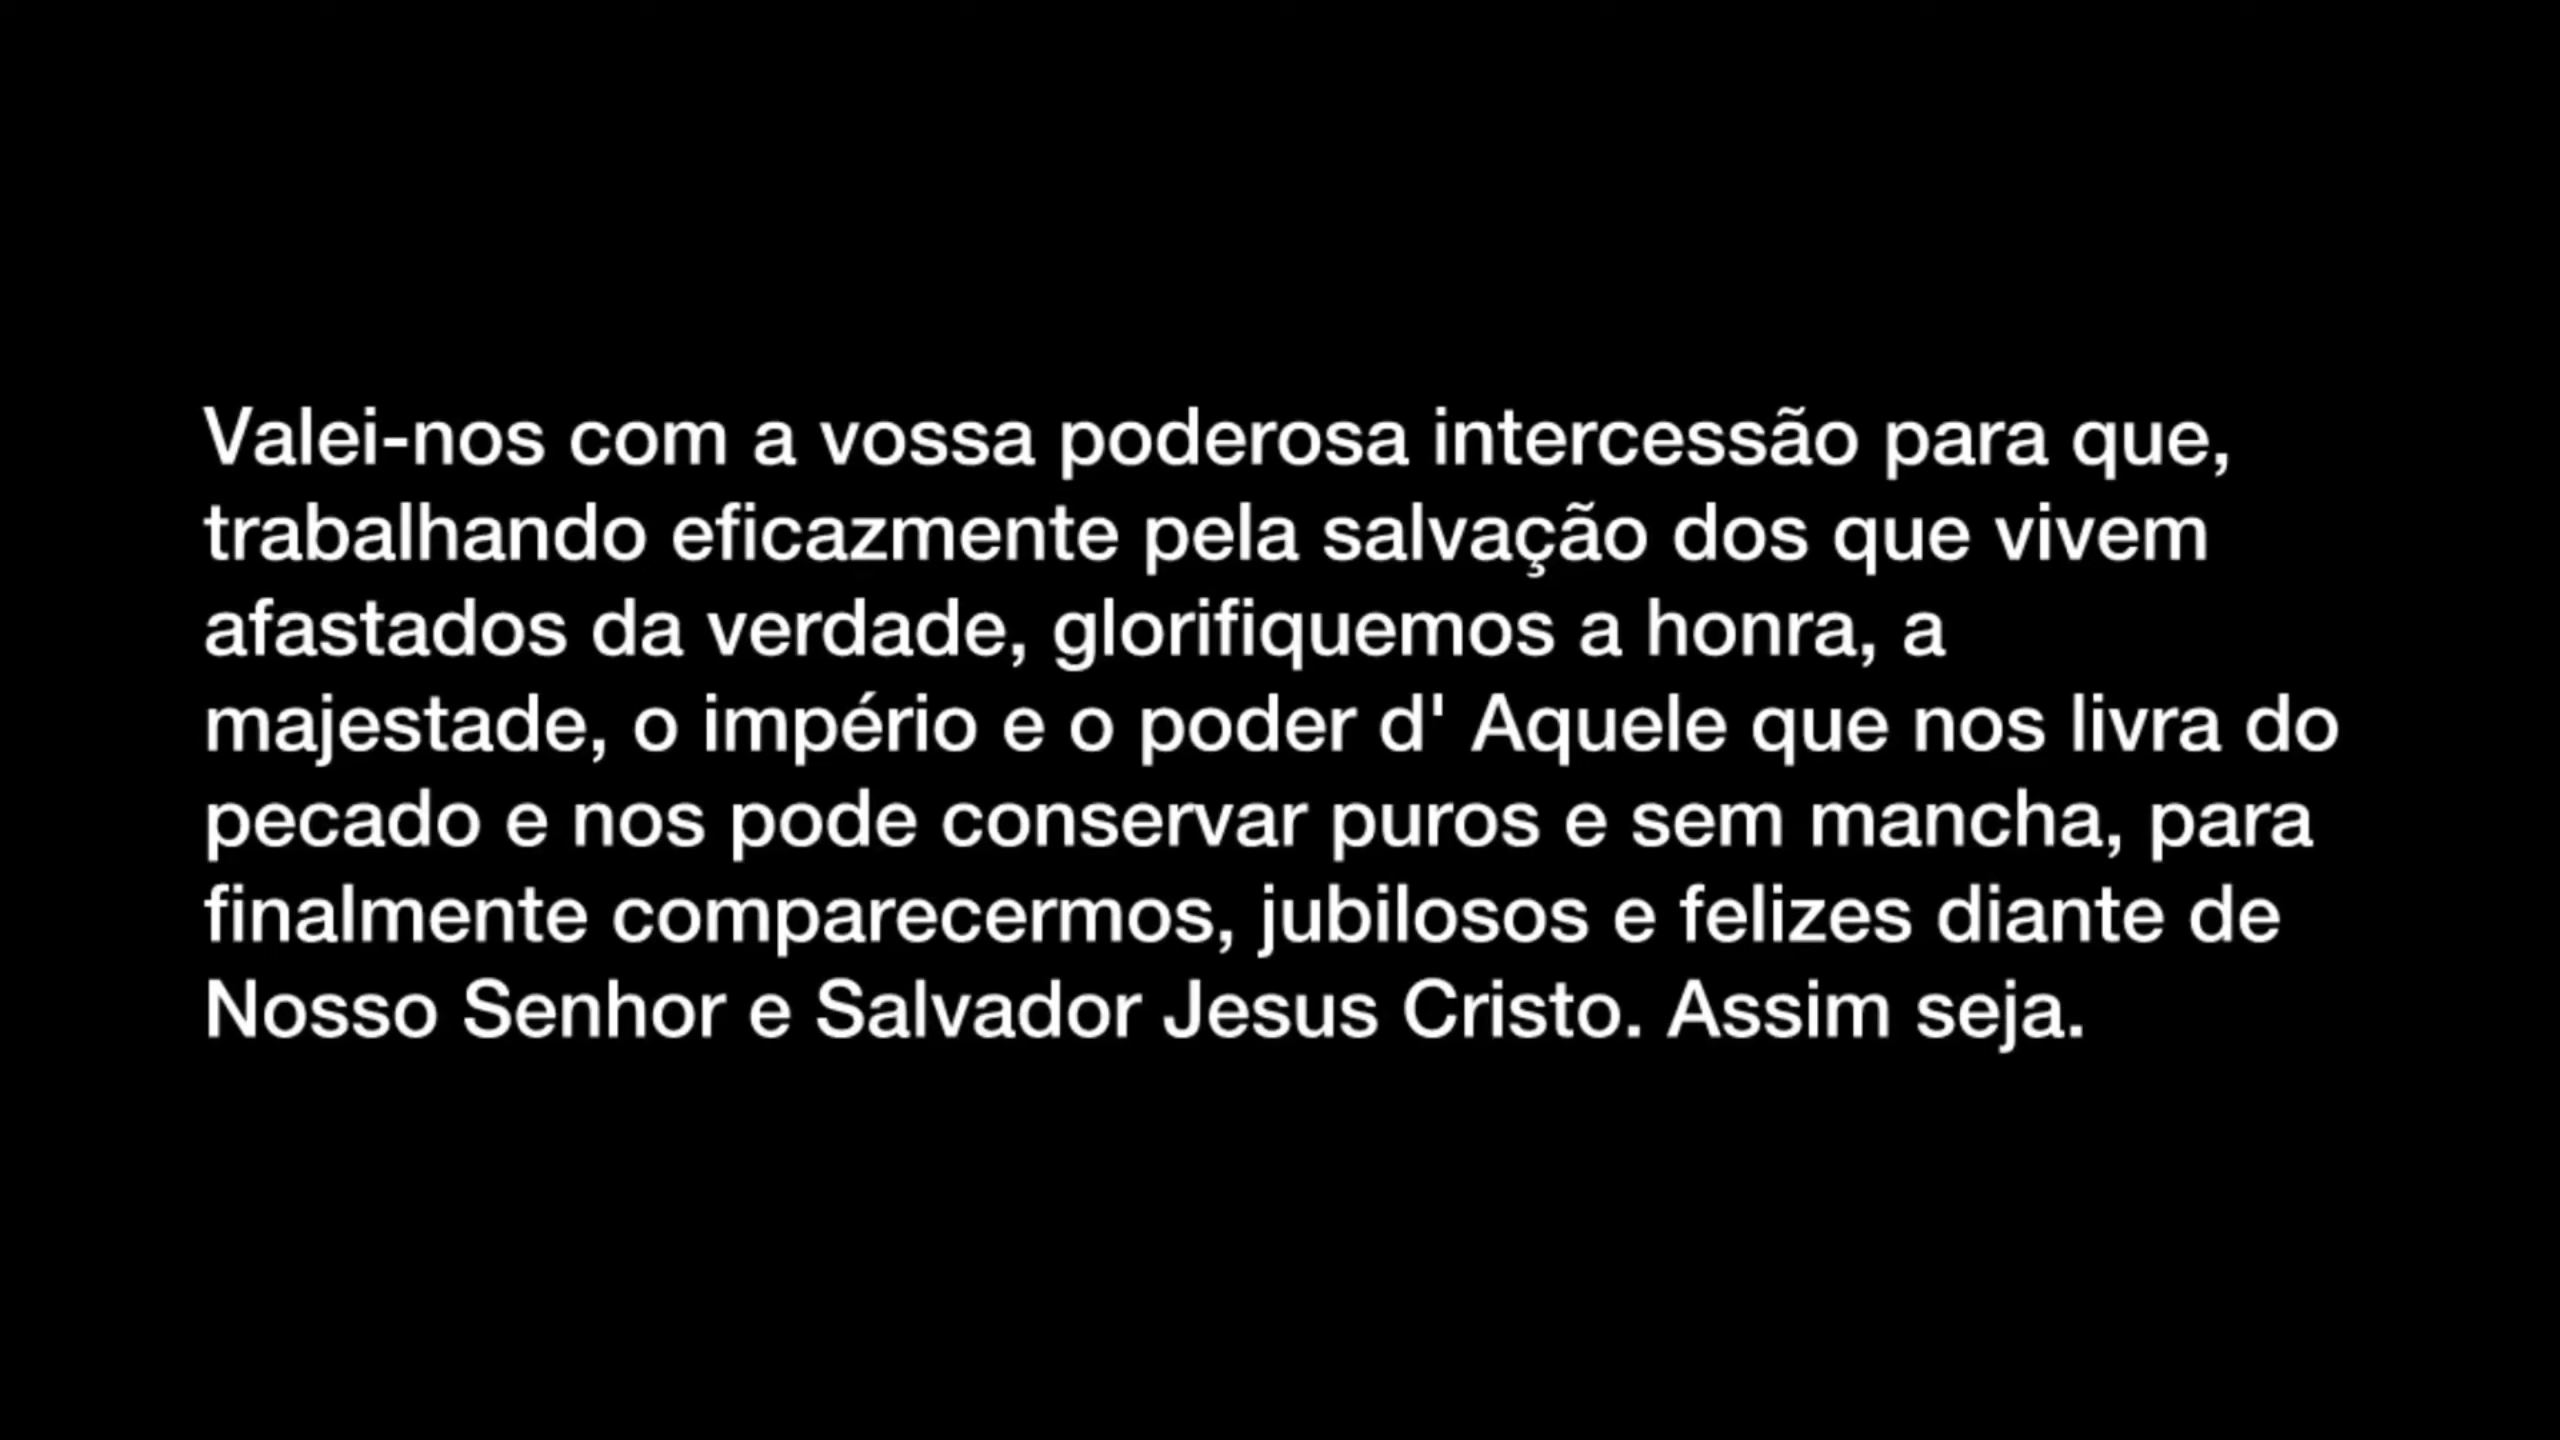 Valei-nos com a vossa poderosa intercessão para que,
trabalhando eficazmente pela salvação dos que vivem
afastados da verdade, glorifiquemos a honra, a
majestade, o império e o poder d' Aquele que nos livra do
pecado e nos pode conservar puros e sem mancha, para
finalmente comparecermos, jubilosos e felizes diante de
Nosso Senhor e Salvador Jesus Cristo. Assim seja.